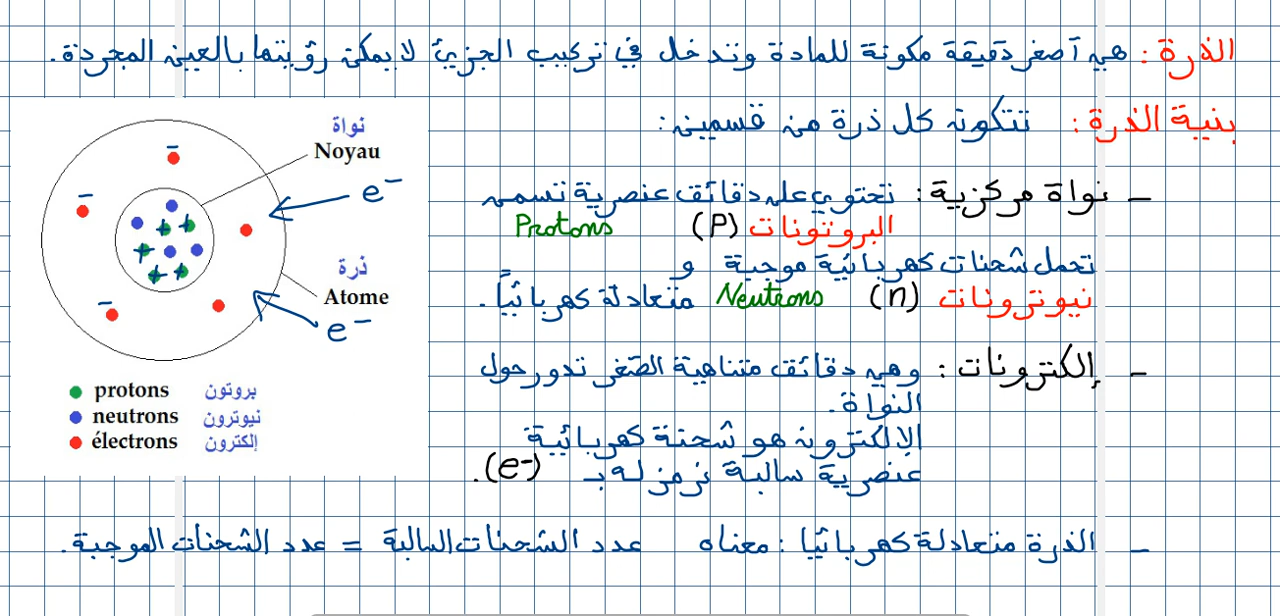 الذرة : هي أصغر دقيقة مكونة للمادة وتدخل في تركيب الجزيئ لا يمكن رؤيتها بالعين المجردة.
بنية الذرة : تتكون كل ذرة من قسمين :
- نواة مركزية : تحتوي على دقائق عنصرية تسمى
البروتونات (P) Protons
تحمل شحنات كهربائية موجبة و
نيوترونات (n) Neutrons متعادلة كهربائياً.
- إلكترونات : وهي دقائق متناهية الصغر تدور حول
النواة.
الإلكترون هو شحنة كهربائية
عنصرية سالبة نرمز له بـ (e-).
- الذرة متعادلة كهربائيا : معناه عدد الشحنات السالبة = عدد الشحنات الموجبة.
نواة
Noyau
e-
ذرة
Atome
e-
protons بروتون
neutrons نيوترون
électrons إلكترون